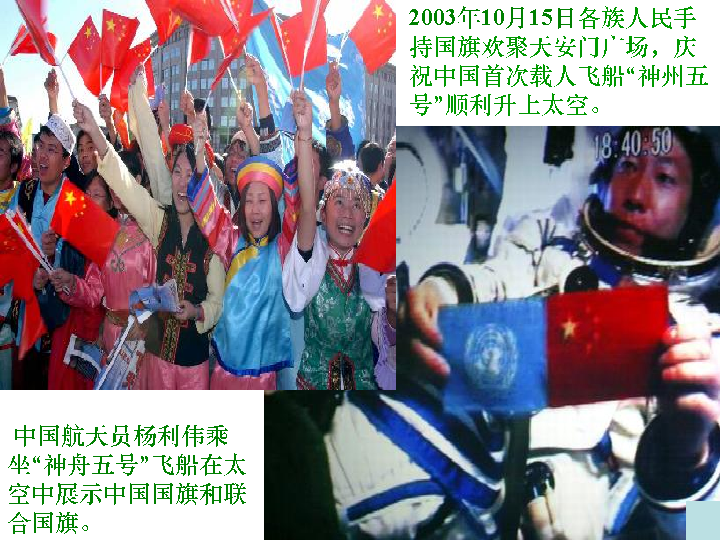 2003年10月15日各族人民手
持国旗欢聚天安门广场，庆
祝中国首次载人飞船“神州五
号”顺利升上太空。
18:40:50
中国航天员杨利伟乘
坐“神舟五号”飞船在太
空中展示中国国旗和联
合国旗。